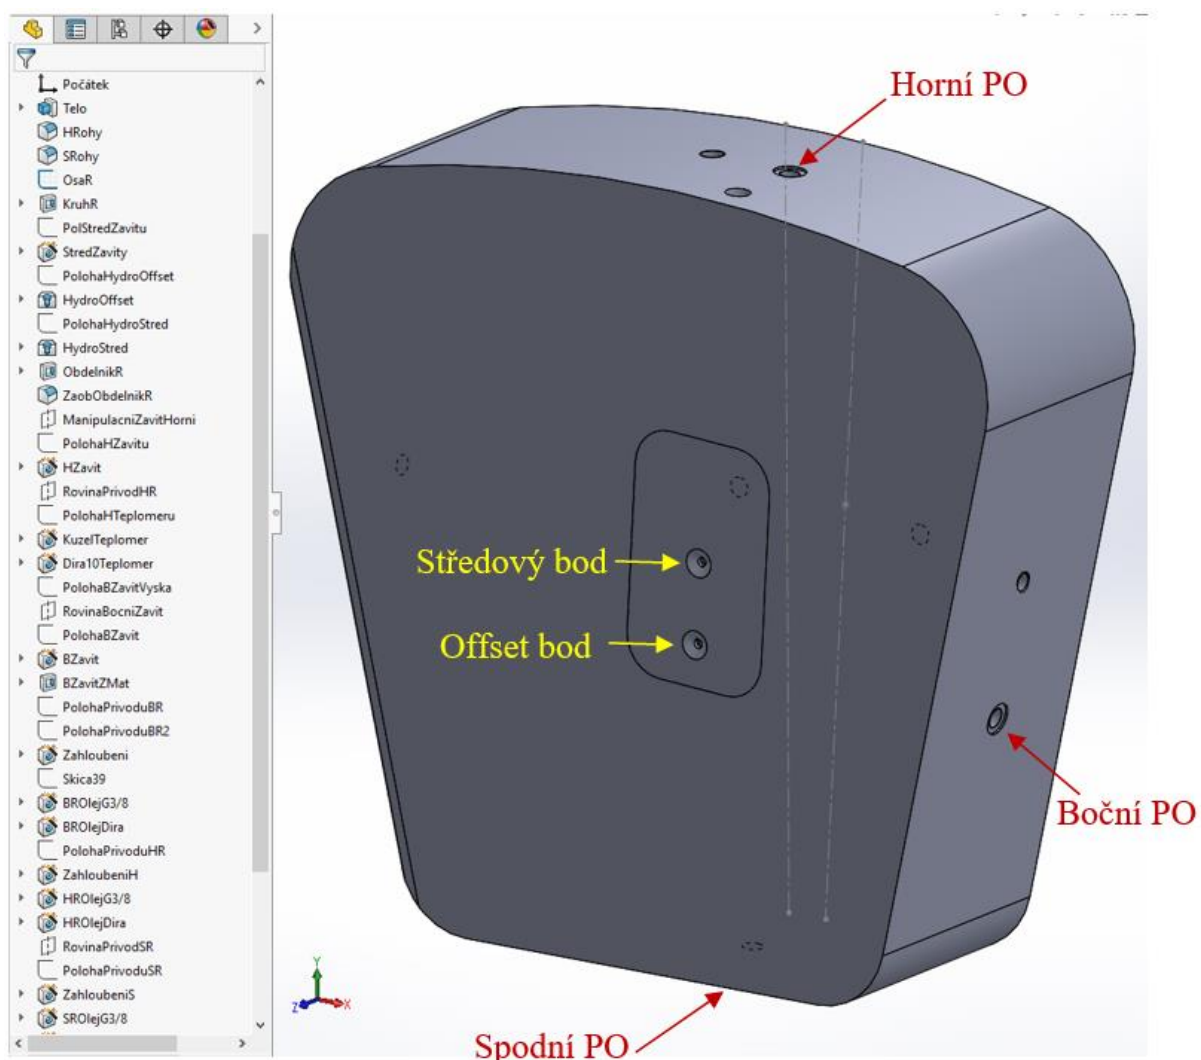 Počátek
Telo
HRohy
SRohy
OsaR
KruhR
PolStredZavitu
StredZavity
PolohaHydroOffset
HydroOffset
PolohaHydroStred
HydroStred
ObdelnikR
ZaobObdelnikR
ManipulacniZavitHorni
PolohaHZavitu
HZavit
RovinaPrivodHR
PolohaHTeplomeru
KuzelTeplomer
Dira10Teplomer
PolohaBZavitVyska
RovinaBocniZavit
PolohaBZavit
BZavit
BZavitZMat
PolohaPrivoduBR
PolohaPrivoduBR2
Zahloubeni
Skica39
BROlejG3/8
BROlejDira
PolohaPrivoduHR
ZahloubeniH
HROlejG3/8
HROlejDira
RovinaPrivodSR
PolohaPrivoduSR
ZahloubeniS
SROlejG3/8
Horní PO
Středový bod
Offset bod
Boční PO
Spodní PO
Y
Z
X